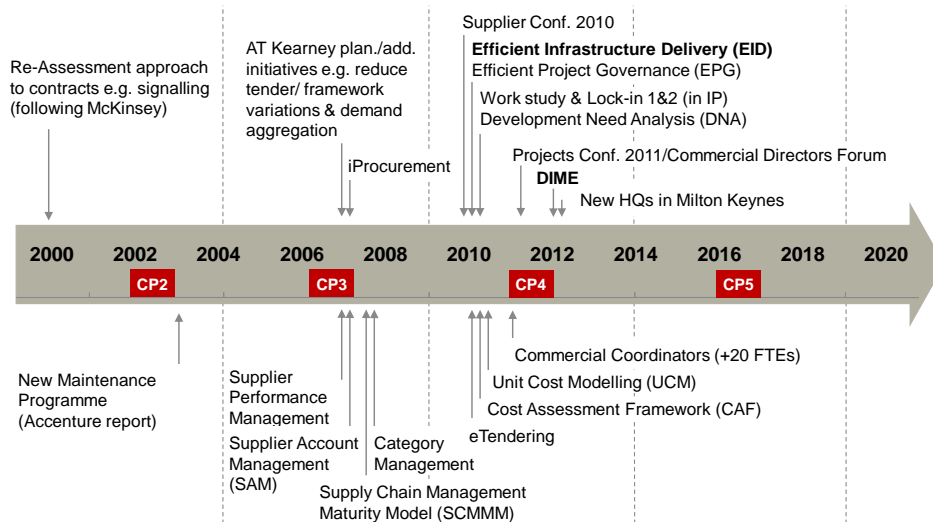 Supplier Conf. 2010
Efficient Infrastructure Delivery (EID)
Efficient Project Governance (EPG)
Work study & Lock-in 1&2 (in IP)
Development Need Analysis (DNA)
Projects Conf. 2011/Commercial Directors Forum
DIME
New HQs in Milton Keynes
AT Kearney plan./add.
initiatives e.g. reduce
tender/ framework
variations & demand
aggregation
iProcurement
Re-Assessment approach
to contracts e.g. signalling
(following McKinsey)
2000 2002 2004 2006 2008 2010 2012 2014 2016 2018 2020
CP2 CP3 CP4 CP5
New Maintenance
Programme
(Accenture report)
Supplier
Performance
Management
Supplier Account
Management
(SAM)
Category
Management
Supply Chain Management
Maturity Model (SCMMM)
Commercial Coordinators (+20 FTEs)
Unit Cost Modelling (UCM)
Cost Assessment Framework (CAF)
eTendering